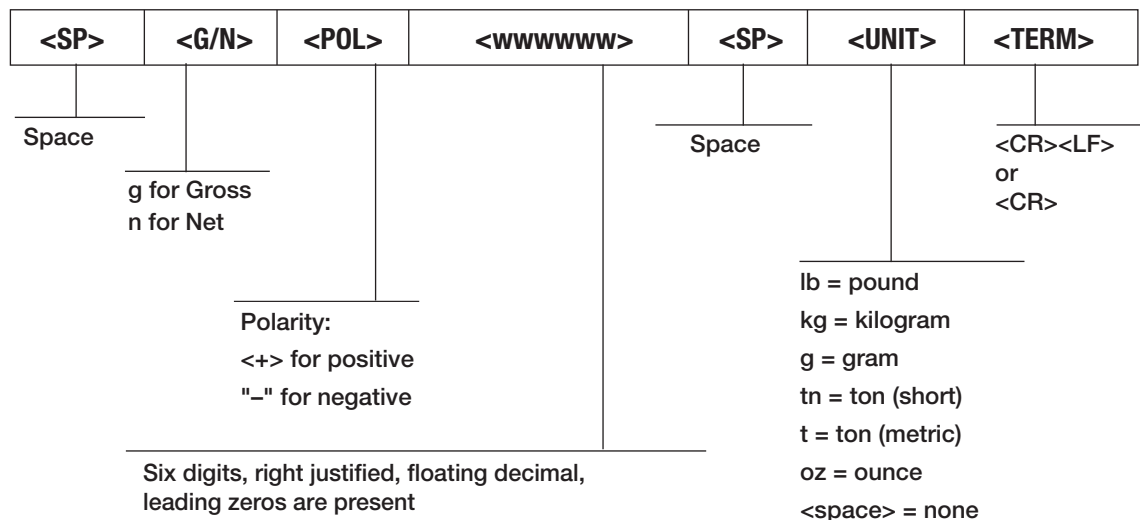 <SP> <G/N> <POL> <wwwwww> <SP> <UNIT> <TERM>
Space
g for Gross
n for Net
Polarity:
<+> for positive
"–" for negative
Six digits, right justified, floating decimal,
leading zeros are present
Space
lb = pound
kg = kilogram
g = gram
tn = ton (short)
t = ton (metric)
oz = ounce
<space> = none
<CR><LF>
or
<CR>